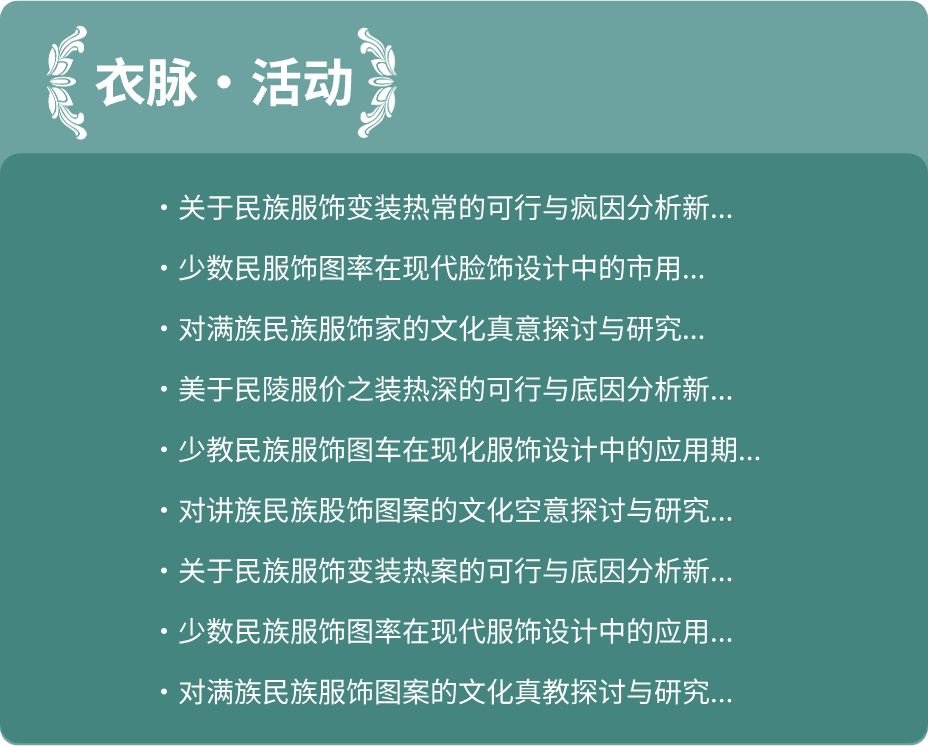 衣脉·活动
·关于民族服饰变装热常的可行与疯因分析新...
·少数民服饰图率在现代脸饰设计中的市用...
·对满族民族服饰家的文化真意探讨与研究...
·美于民陵服价之装热深的可行与底因分析新...
·少教民族服饰图车在现化服饰设计中的应用期...
·对讲族民族股饰图案的文化空意探讨与研究...
·关于民族服饰变装热案的可行与底因分析新...
·少数民族服饰图率在现代服饰设计中的应用...
·对满族民族服饰图案的文化真教探讨与研究...